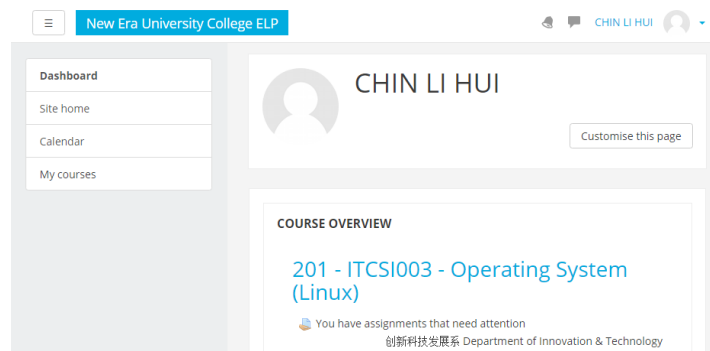 New Era University College ELP
CHIN LI HUI
Dashboard
Site home
Calendar
My courses
CHIN LI HUI
Customise this page
COURSE OVERVIEW
201 - ITCSI003 - Operating System
(Linux)
You have assignments that need attention
创新科技发展系 Department of Innovation & Technology